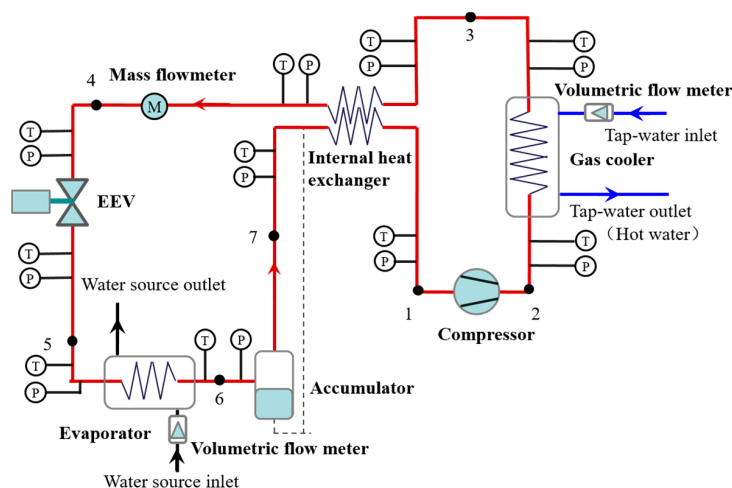 3
T
T
T
P
P
T
P
P
4
Mass flowmeter
M
Volumetric flow meter
Tap-water inlet
Internal heat
exchanger
Gas cooler
T
P
T
P
EEV
Tap-water outlet
(Hot water)
7
T
P
T
P
T
P
Water source outlet
1
2
Compressor
5
T
P
T
P
6
Accumulator
Evaporator
Volumetric flow meter
Water source inlet